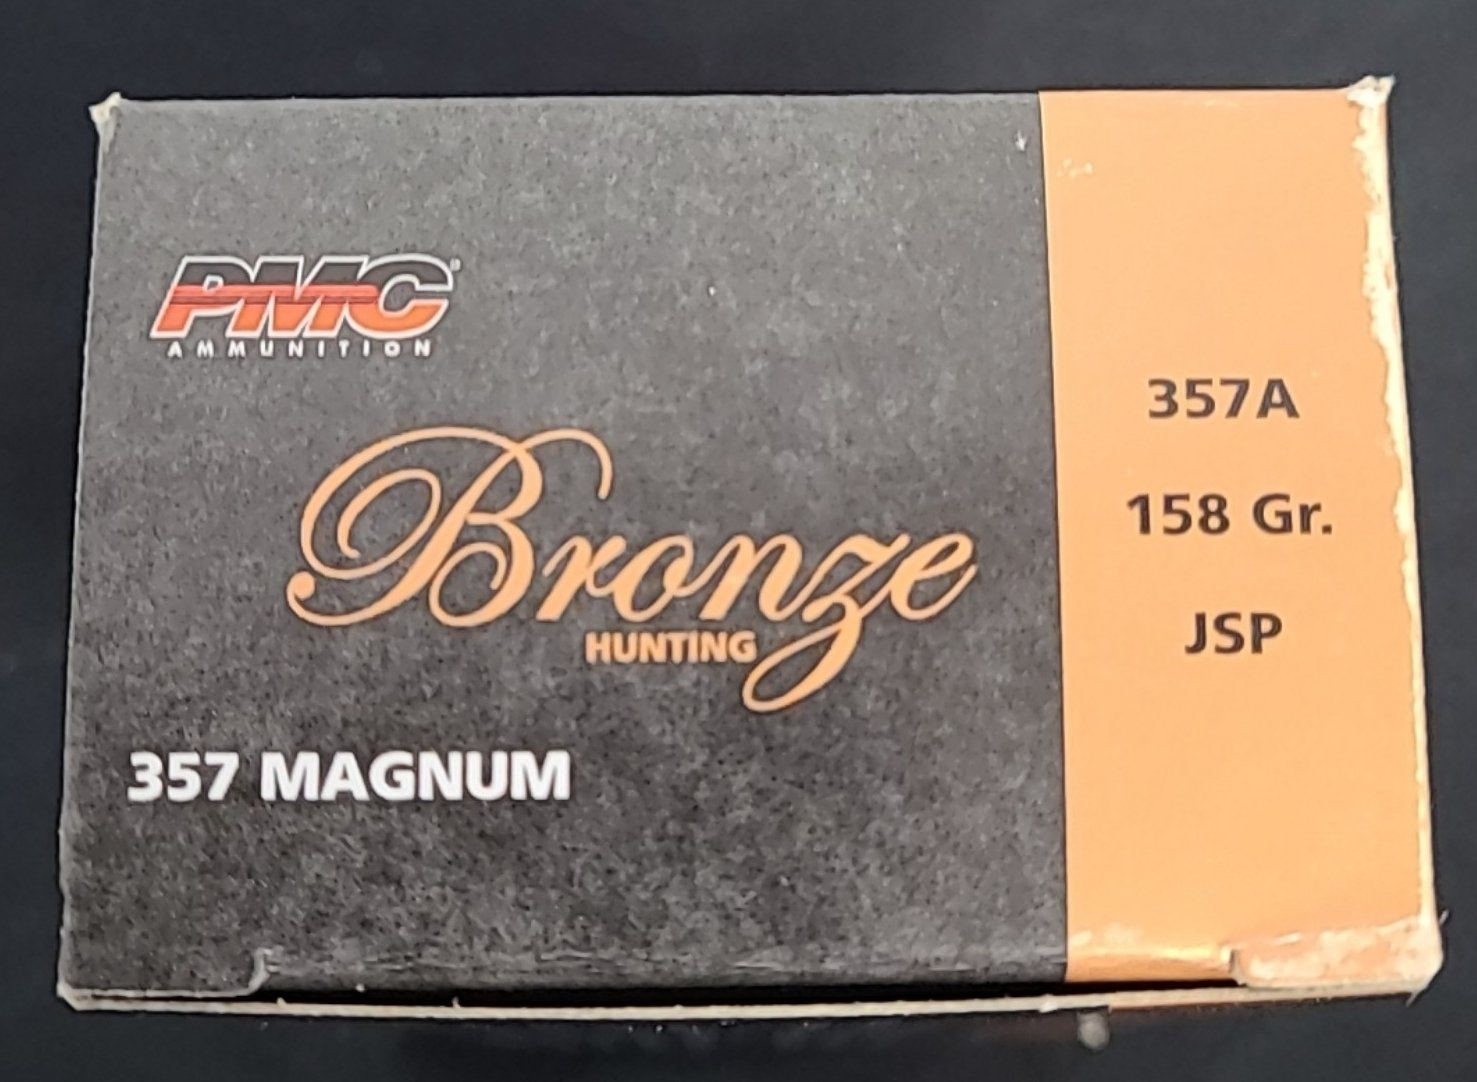 PMC®
AMMUNITION
Bronze
HUNTING
357 MAGNUM
357A
158 Gr.
JSP